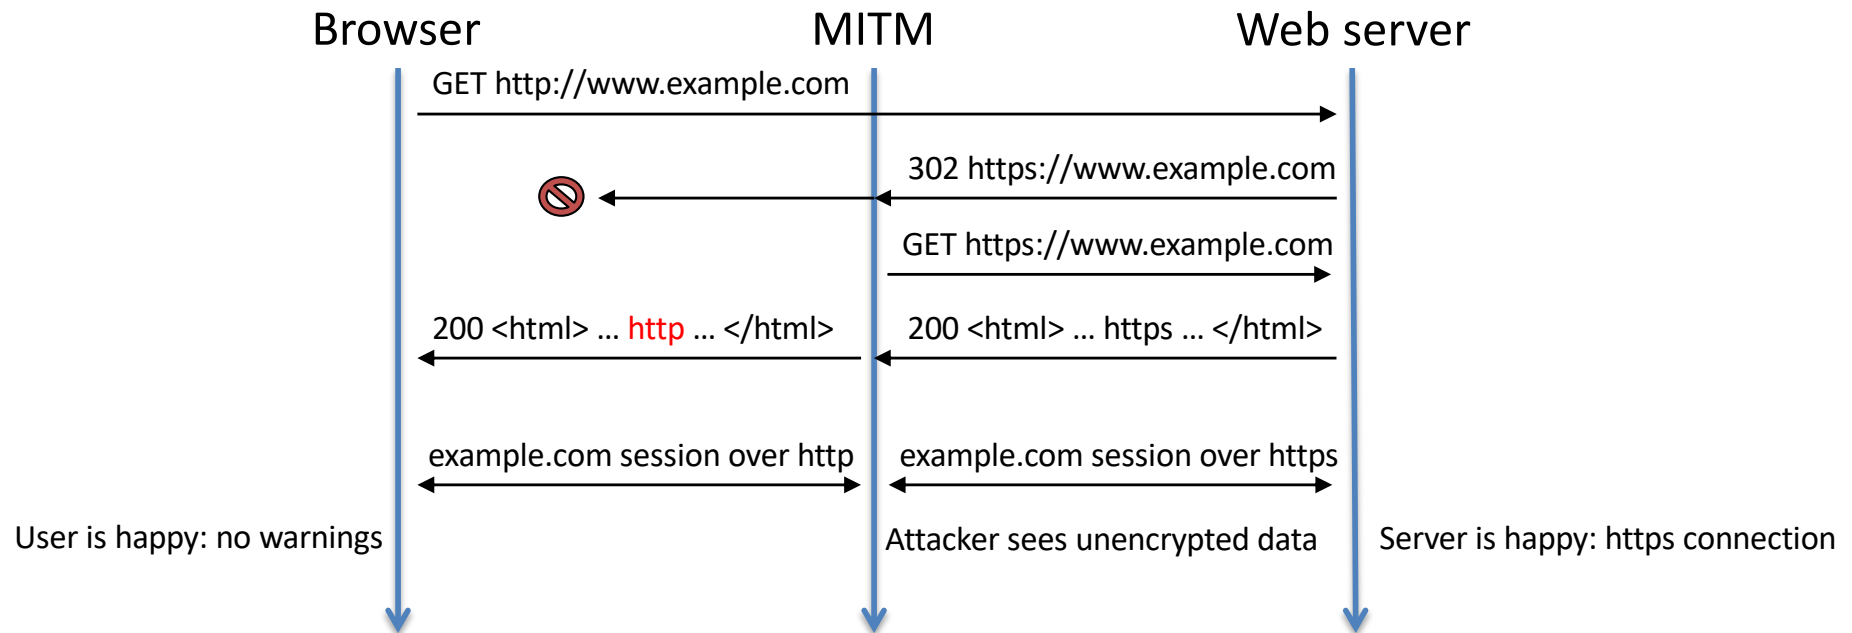 Browser
MITM
Web server
GET http://www.example.com
302 https://www.example.com
GET https://www.example.com
200 <html> ... http ... </html>
200 <html> ... https ... </html>
example.com session over http
example.com session over https
User is happy: no warnings
Attacker sees unencrypted data
Server is happy: https connection